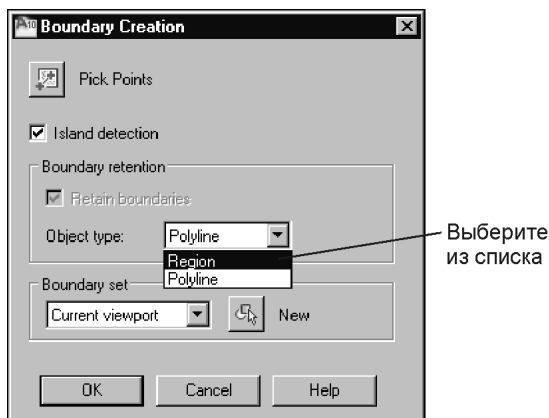 A10 Boundary Creation
Pick Points
Island detection
Boundary retention
Retain boundaries
Object type: Polyline
Region
Polyline
Boundary set
Current viewport New
OK Cancel Help
Выберите
из списка